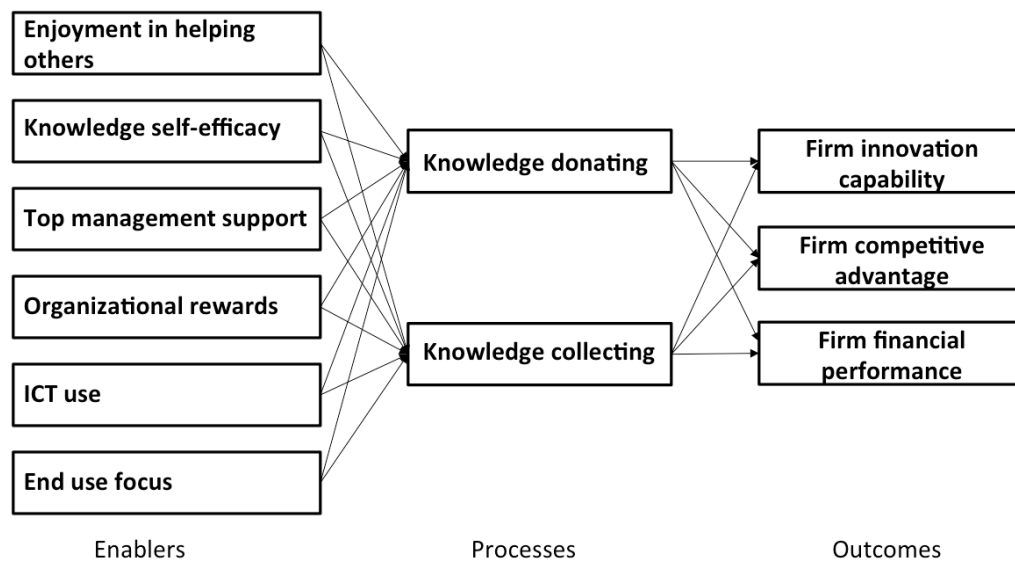 Enjoyment in helping
others
Knowledge self-efficacy
Top management support
Organizational rewards
ICT use
End use focus
Knowledge donating
Knowledge collecting
Firm innovation
capability
Firm competitive
advantage
Firm financial
performance
Enablers
Processes
Outcomes